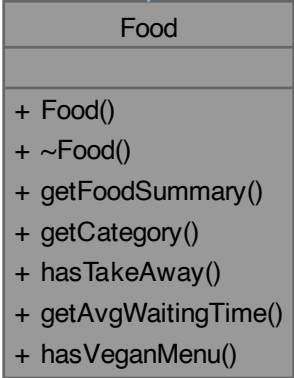 Food
+ Food()
+ ~Food()
+ getFoodSummary()
+ getCategory()
+ hasTakeAway()
+ getAvgWaitingTime()
+ hasVeganMenu()